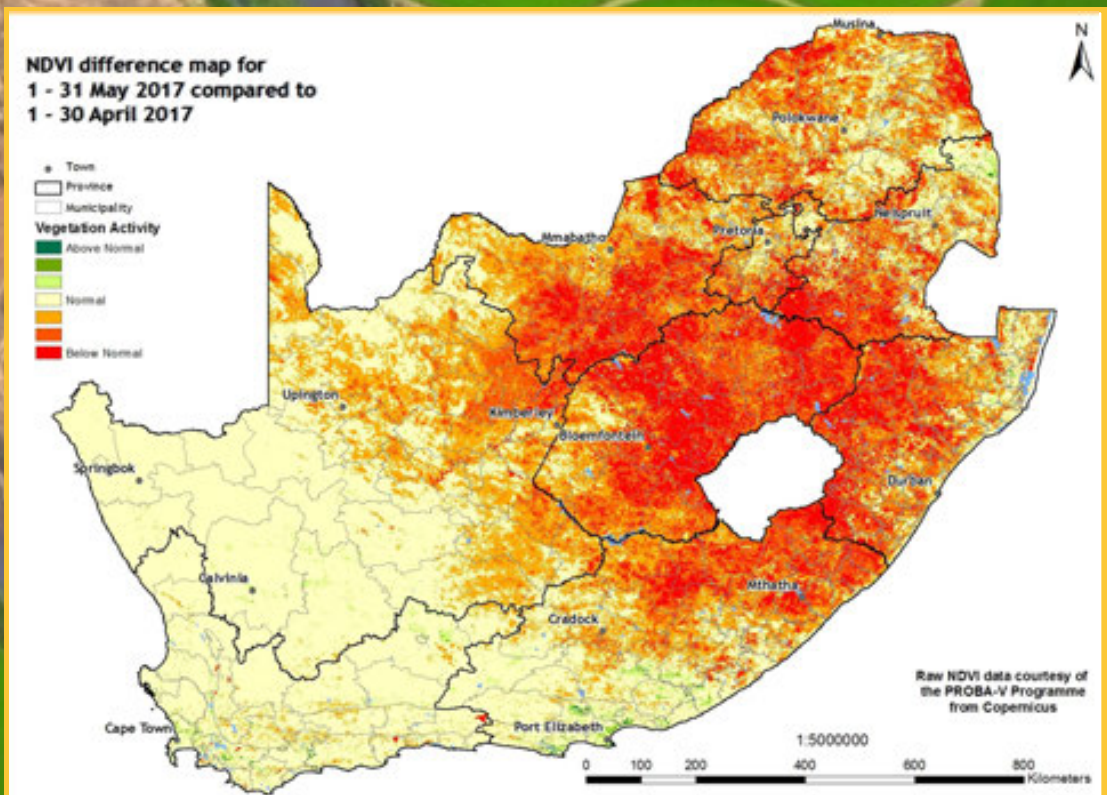 NDVI difference map for
1 - 31 May 2017 compared to
1 - 30 April 2017
Town
Province
Municipality
Vegetation Activity
Above Normal
Normal
Below Normal
N
Musina
Polokwane
Nelspruit
Pretoria
Mmabatho
Upington
Kimberley
Bloemfontein
Springbok
Durban
Calvinia
Mthatha
Cradock
Cape Town
Port Elizabeth
Raw NDVI data courtesy of
the PROBA-V Programme
from Copernicus
1:5000000
0 100 200 400 600 800
Kilometers